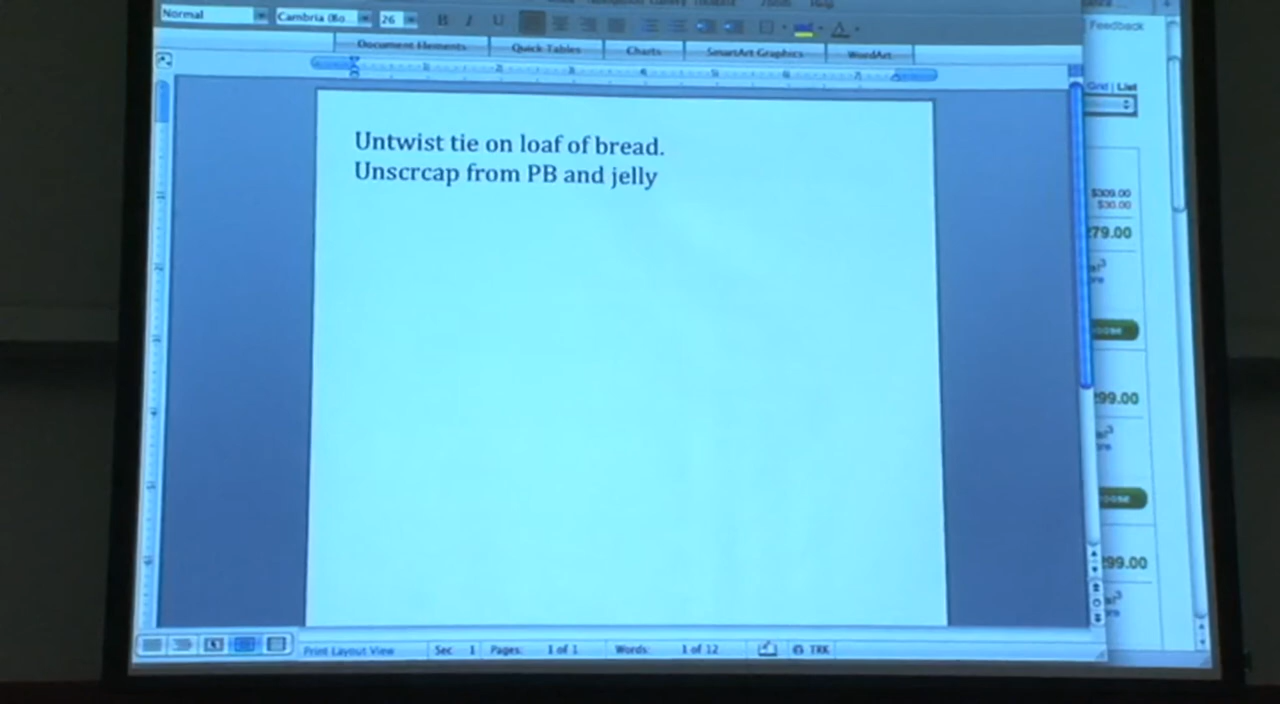 Normal Cambria (Bo... 26 B I U A
Document Elements Quick Tables Charts SmartArt Graphics WordArt
Feedback
Grid | List
Untwist tie on loaf of bread.
Unscrcap from PB and jelly
$309.00
$30.00
79.00
99.00
99.00
Print Layout View Sec 1 Pages: 1 of 1 Words: 1 of 12 TRK